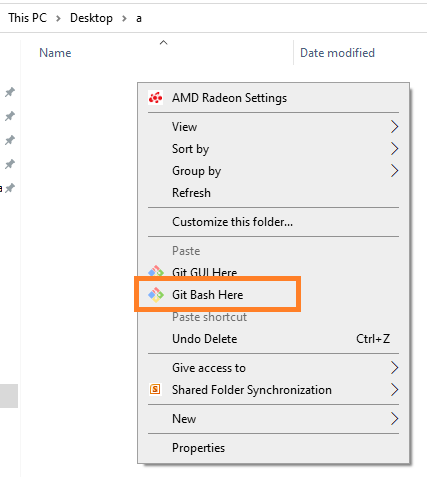 This PC > Desktop > a
Name
Date modified
a
AMD Radeon Settings
View
Sort by
Group by
Refresh
Customize this folder...
Paste
Git GUI Here
Git Bash Here
Paste shortcut
Undo Delete Ctrl+Z
Give access to
Shared Folder Synchronization
New
Properties